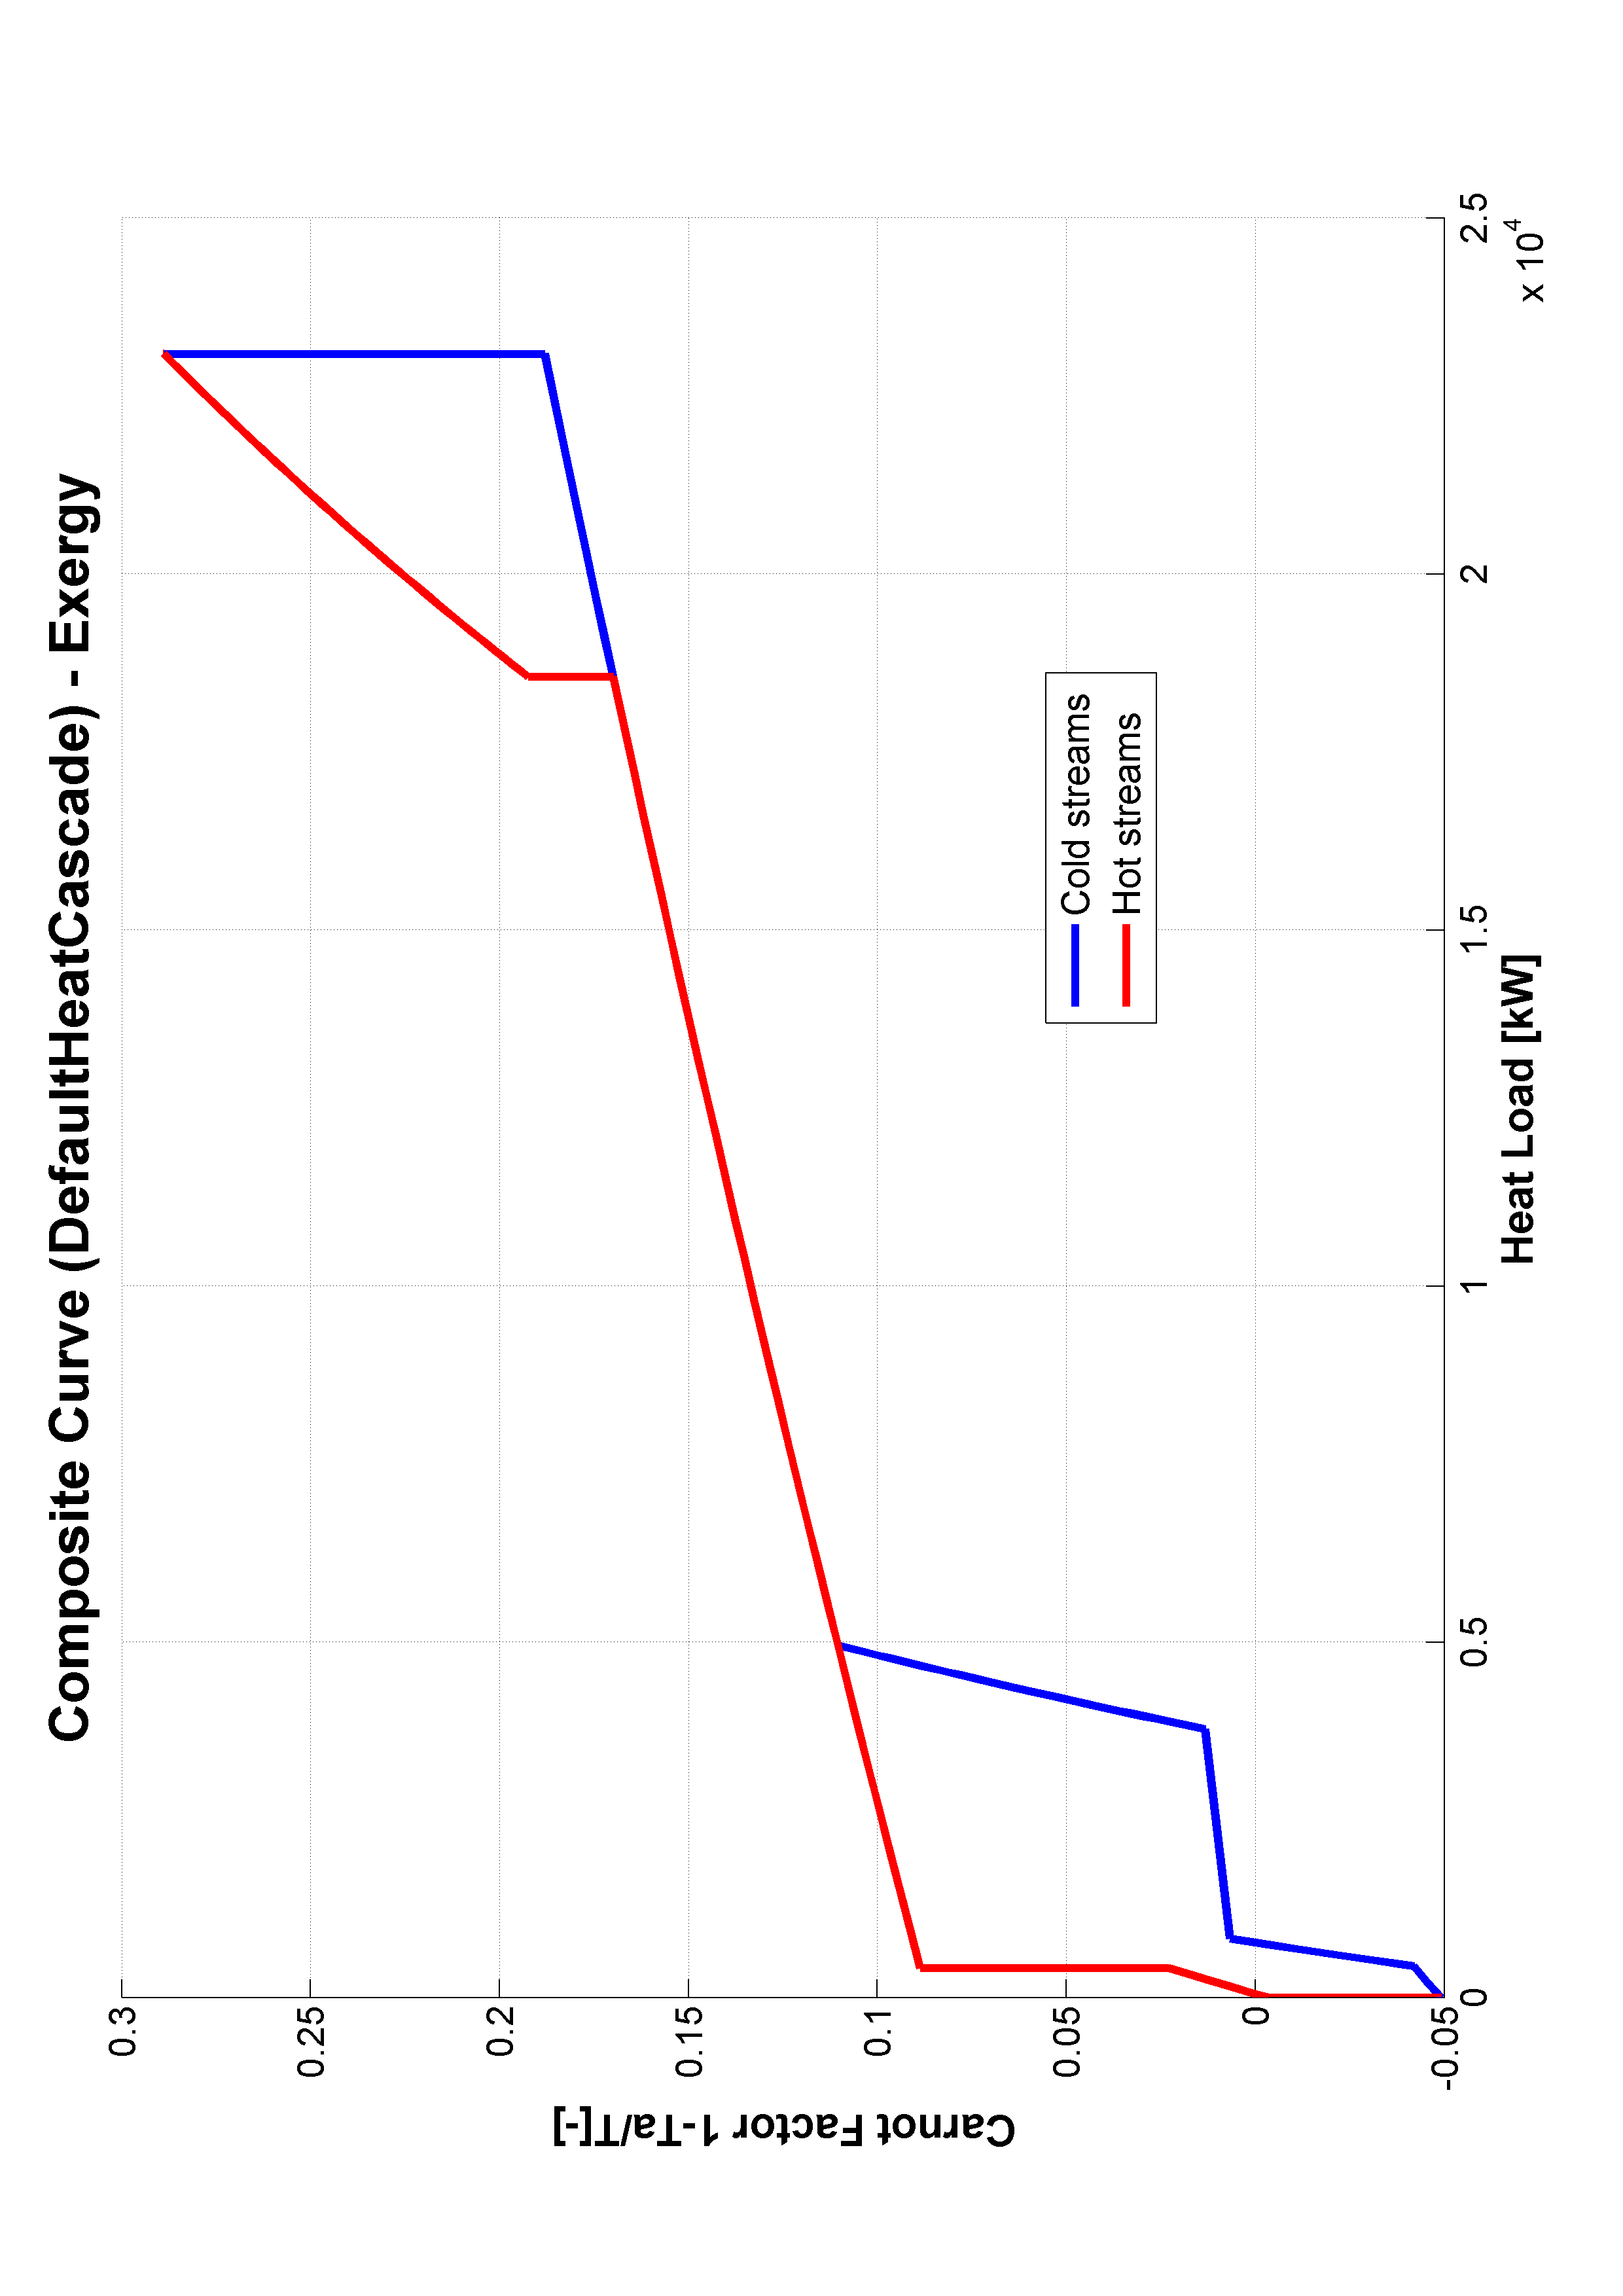 Composite Curve (DefaultHeatCascade) - Exergy
Carnot Factor 1-Ta/T[-]
0.3
0.25
0.2
0.15
0.1
0.05
0
-0.05
Cold streams
Hot streams
0
0.5
1
1.5
2
2.5
x 10⁴
Heat Load [kW]